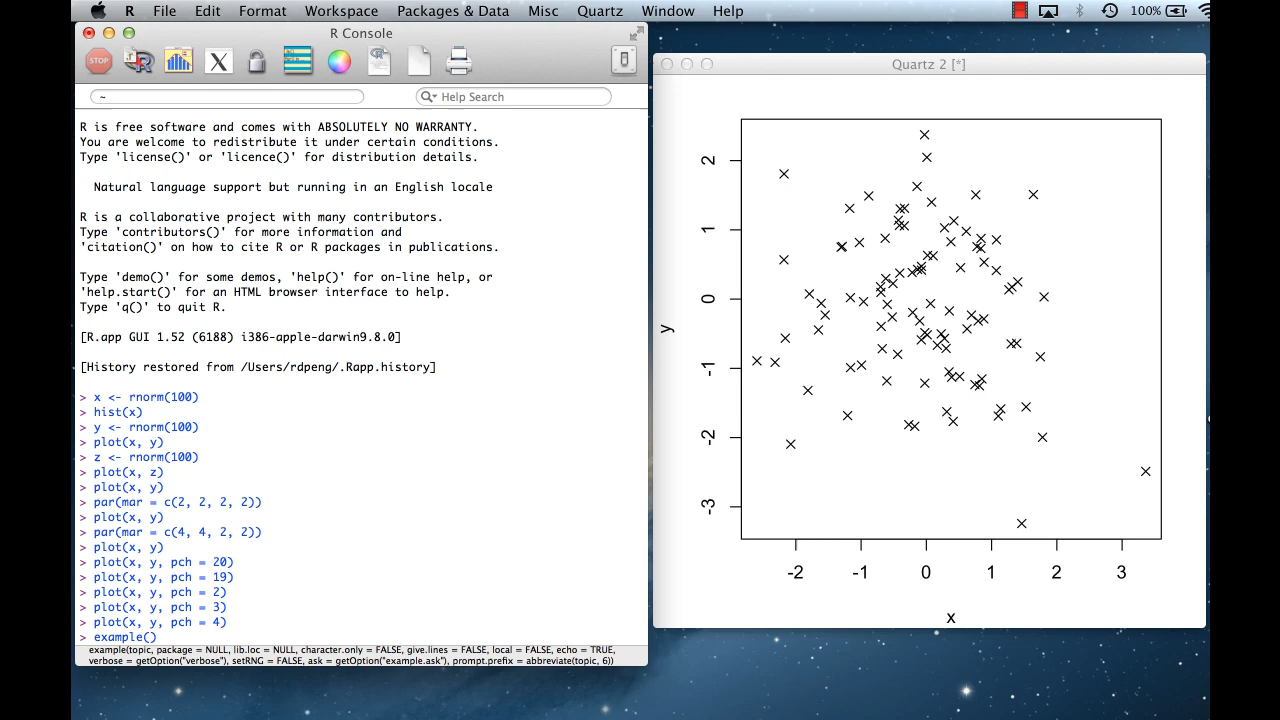 R File Edit Format Workspace Packages & Data Misc Quartz Window Help 100%
R Console
STOP
X
R
~
Help Search
R is free software and comes with ABSOLUTELY NO WARRANTY.
You are welcome to redistribute it under certain conditions.
Type 'license()' or 'licence()' for distribution details.
Natural language support but running in an English locale
R is a collaborative project with many contributors.
Type 'contributors()' for more information and
'citation()' on how to cite R or R packages in publications.
Type 'demo()' for some demos, 'help()' for on-line help, or
'help.start()' for an HTML browser interface to help.
Type 'q()' to quit R.
[R.app GUI 1.52 (6188) i386-apple-darwin9.8.0]
[History restored from /Users/rdpeng/.Rapp.history]
> x <- rnorm(100)
> hist(x)
> y <- rnorm(100)
> plot(x, y)
> z <- rnorm(100)
> plot(x, z)
> plot(x, y)
> par(mar = c(2, 2, 2, 2))
> plot(x, y)
> par(mar = c(4, 4, 2, 2))
> plot(x, y)
> plot(x, y, pch = 20)
> plot(x, y, pch = 19)
> plot(x, y, pch = 2)
> plot(x, y, pch = 3)
> plot(x, y, pch = 4)
> example()
example(topic, package = NULL, lib.loc = NULL, character.only = FALSE, give.lines = FALSE, local = FALSE, echo = TRUE,
verbose = getOption("verbose"), setRNG = FALSE, ask = getOption("example.ask"), prompt.prefix = abbreviate(topic, 6))
Quartz 2 [*]
2
1
0
-1
-2
-3
y
-2 -1 0 1 2 3
x